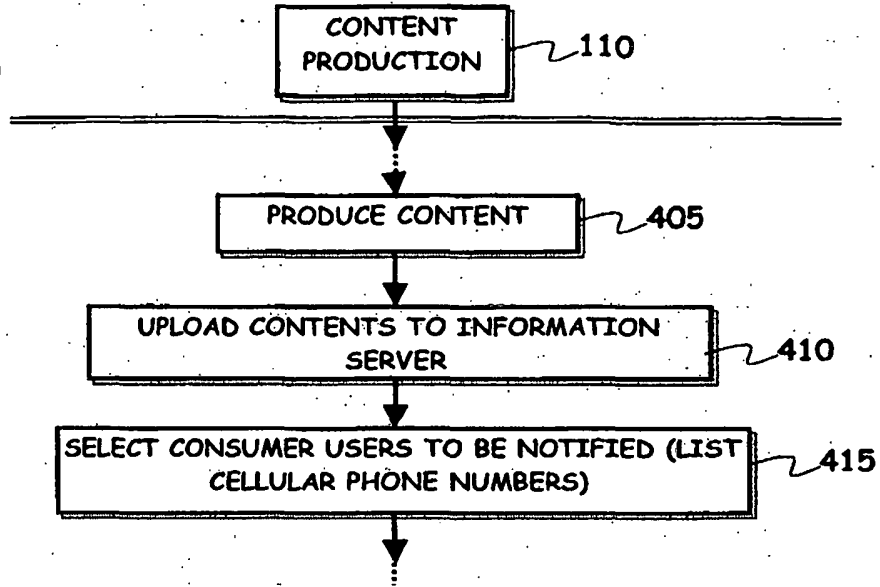 CONTENT
PRODUCTION
110
PRODUCE CONTENT
405
UPLOAD CONTENTS TO INFORMATION
SERVER
410
SELECT CONSUMER USERS TO BE NOTIFIED (LIST
CELLULAR PHONE NUMBERS)
415